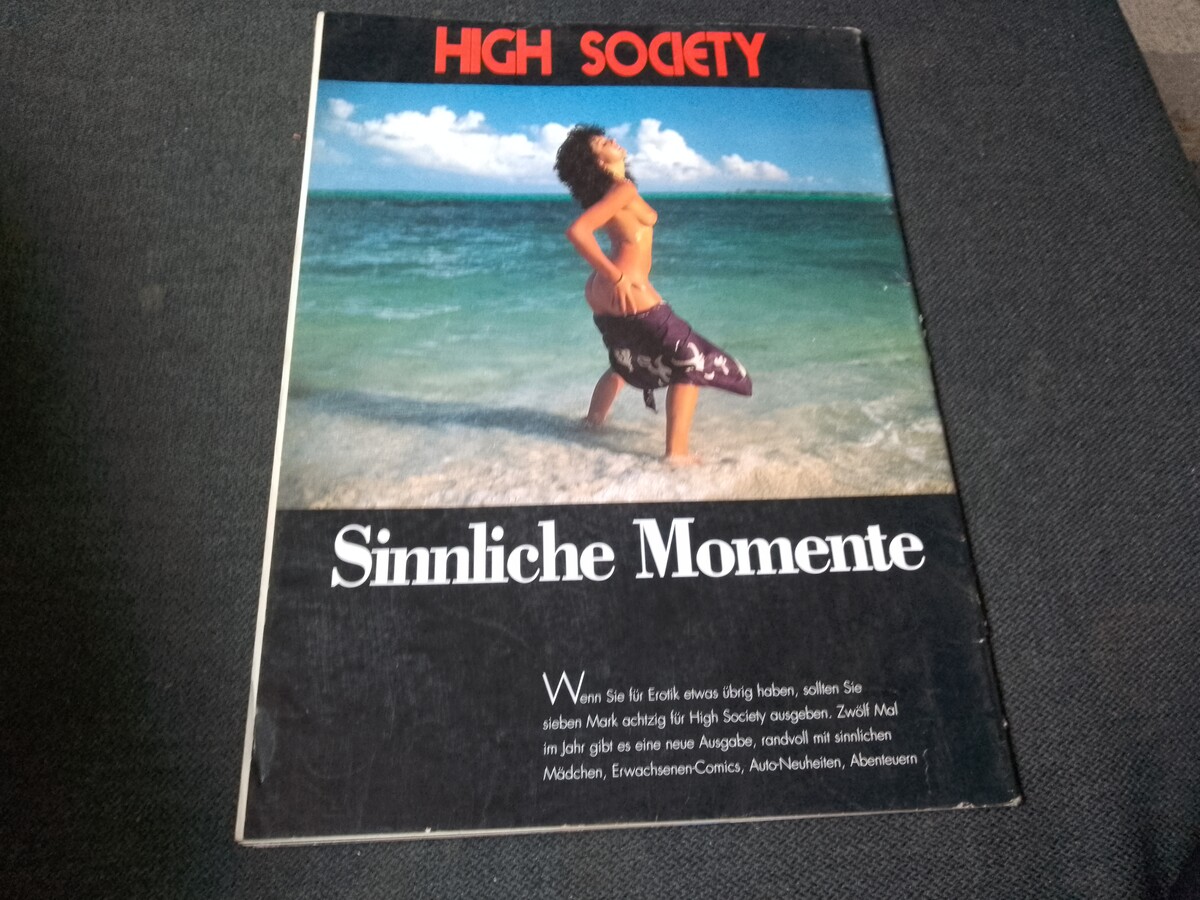 HIGH SOCIETY
Sinnliche Momente
Wenn Sie für Erotik etwas übrig haben, sollten Sie
sieben Mark achtzig für High Society ausgeben. Zwölf Mal
im Jahr gibt es eine neue Ausgabe, randvoll mit sinnlichen
Mädchen, Erwachsenen-Comics, Auto-Neuheiten, Abenteuern